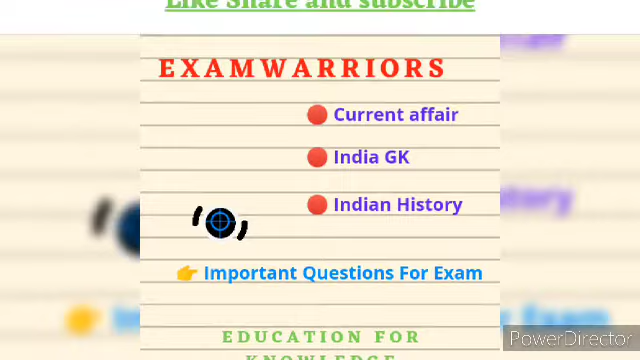 Like Share and subscribe
EXAMWARRIORS
Current affair
India GK
Indian History
Important Questions For Exam
EDUCATION FOR
KNOWLEDGE
PowerDirector